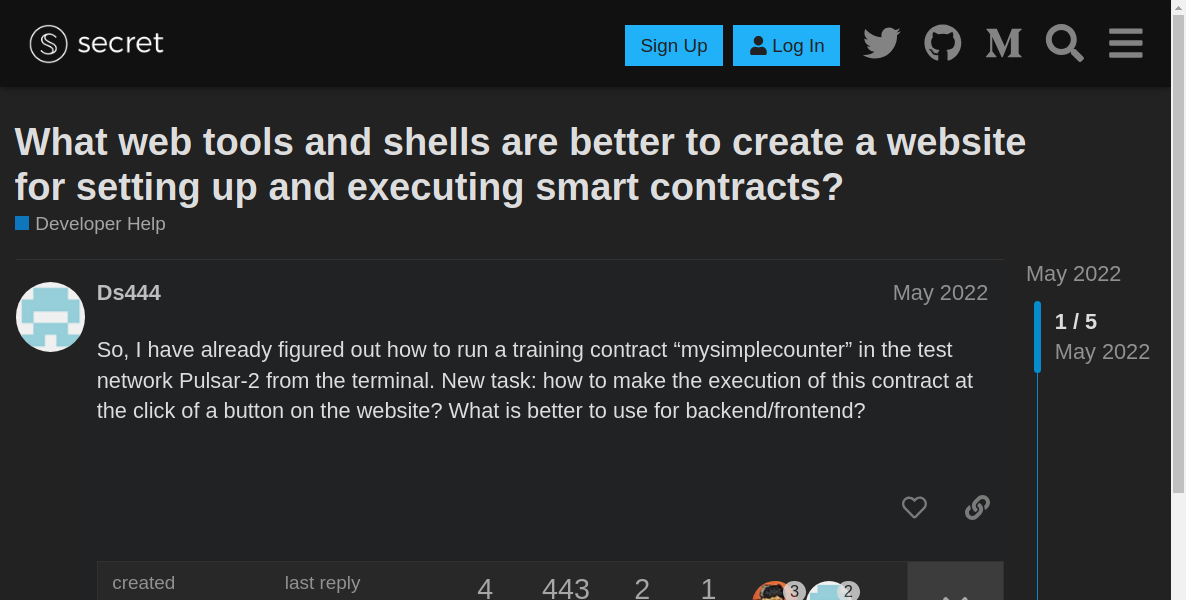 secret
Sign Up
Log In
What web tools and shells are better to create a website
for setting up and executing smart contracts?
Developer Help
Ds444
May 2022
So, I have already figured out how to run a training contract “mysimplecounter” in the test
network Pulsar-2 from the terminal. New task: how to make the execution of this contract at
the click of a button on the website? What is better to use for backend/frontend?
May 2022
1 / 5
May 2022
created
last reply
4
443
2
1
3
2